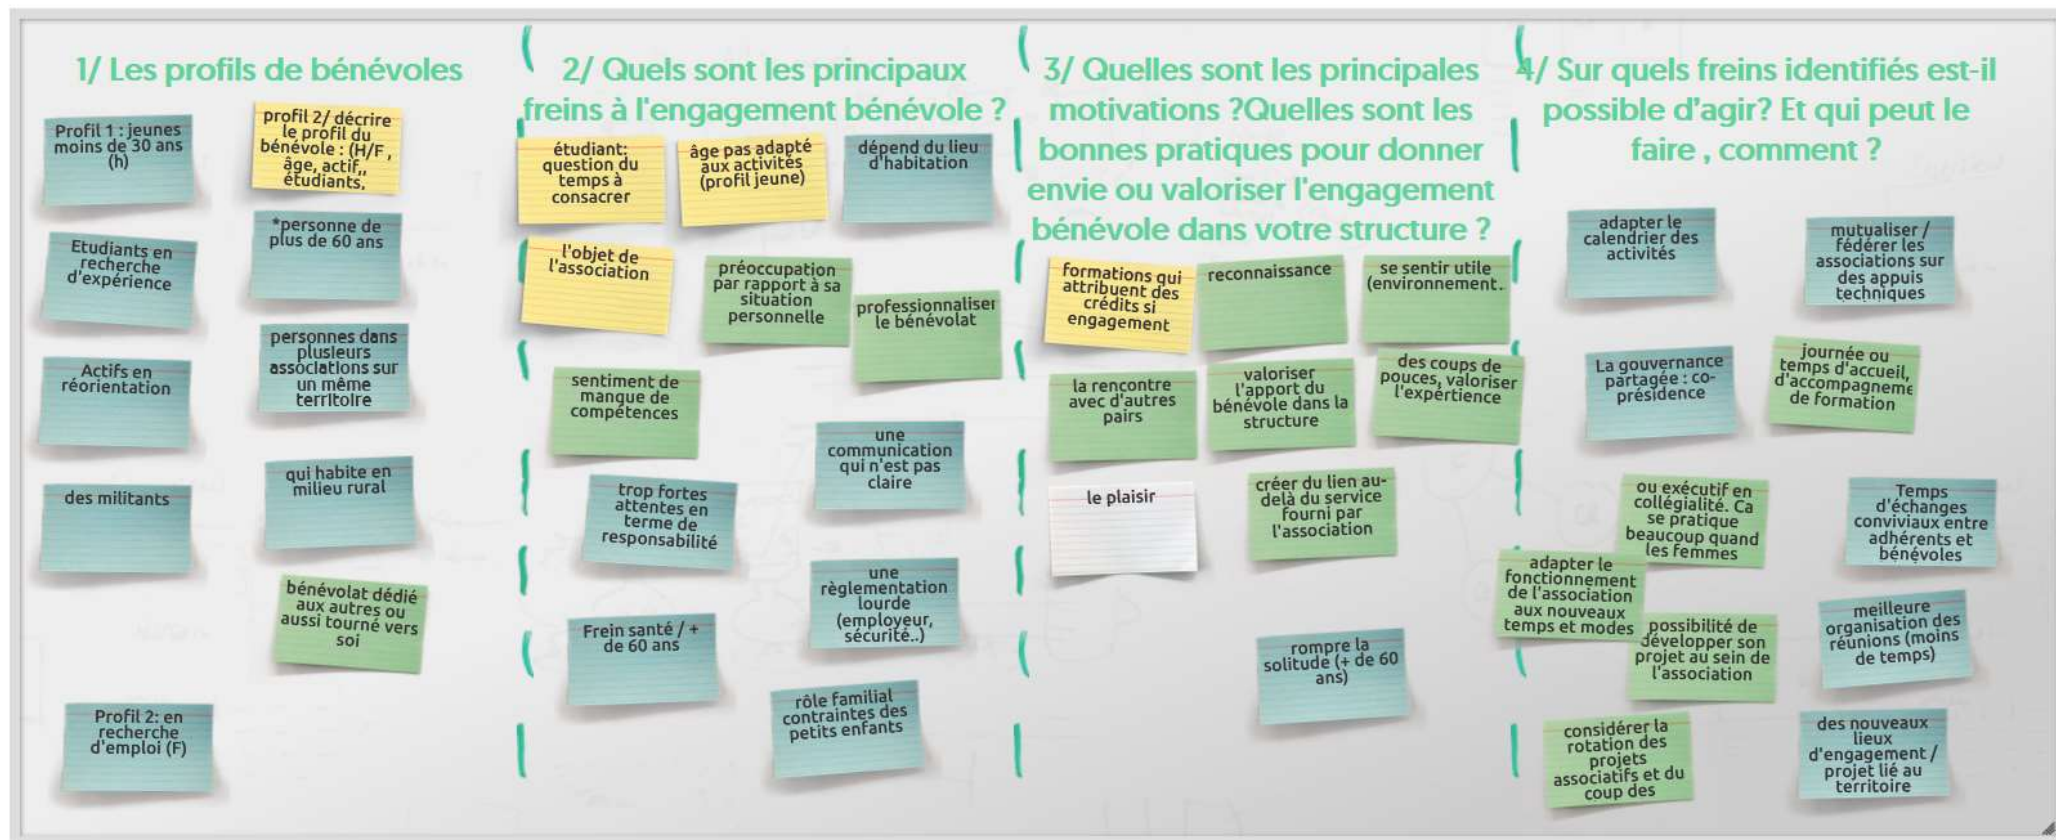 1/ Les profils de bénévoles
Profil 1 : jeunes
moins de 30 ans
(h)
profil 2/ décrire
le profil du
bénévole : (H/F ,
âge, actif,,
étudiants,
Etudiants en
recherche
d'expérience
*personne de
plus de 60 ans
Actifs en
réorientation
personnes dans
plusieurs
associations sur
un même
territoire
des militants
qui habite en
milieu rural
bénévolat dédié
aux autres ou
aussi tourné vers
soi
Profil 2: en
recherche
d'emploi (F)
2/ Quels sont les principaux
freins à l'engagement bénévole ?
étudiant:
question du
temps à
consacrer
âge pas adapté
aux activités
(profil jeune)
dépend du lieu
d'habitation
l'objet de
l'association
préoccupation
par rapport à sa
situation
personnelle
professionnaliser
le bénévolat
sentiment de
manque de
compétences
une
communication
qui n'est pas
claire
trop fortes
attentes en
terme de
responsabilité
une
règlementation
lourde
(employeur,
sécurité..)
Frein santé / +
de 60 ans
rôle familial
contraintes des
petits enfants
3/ Quelles sont les principales
motivations ?Quelles sont les
bonnes pratiques pour donner
envie ou valoriser l'engagement
bénévole dans votre structure ?
formations qui
attribuent des
crédits si
engagement
reconnaissance
se sentir utile
(environnement.
la rencontre
avec d'autres
pairs
valoriser
l'apport du
bénévole dans la
structure
des coups de
pouces, valoriser
l'expértience
le plaisir
créer du lien au-
delà du service
fourni par
l'association
rompre la
solitude (+ de 60
ans)
4/ Sur quels freins identifiés est-il
possible d'agir? Et qui peut le
faire , comment ?
adapter le
calendrier des
activités
mutualiser /
fédérer les
associations sur
des appuis
techniques
La gouvernance
partagée : co-
présidence
journée ou
temps d'accueil,
d'accompagneme
de formation
ou exécutif en
collégialité. Ca
se pratique
beaucoup quand
les femmes
Temps
d'échanges
conviviaux entre
adhérents et
bénévoles
adapter le
fonctionnement
de l'association
aux nouveaux
temps et modes
possibilité de
développer son
projet au sein de
l'association
meilleure
organisation des
réunions (moins
de temps)
considérer la
rotation des
projets
associatifs et du
coup des
des nouveaux
lieux
d'engagement /
projet lié au
territoire